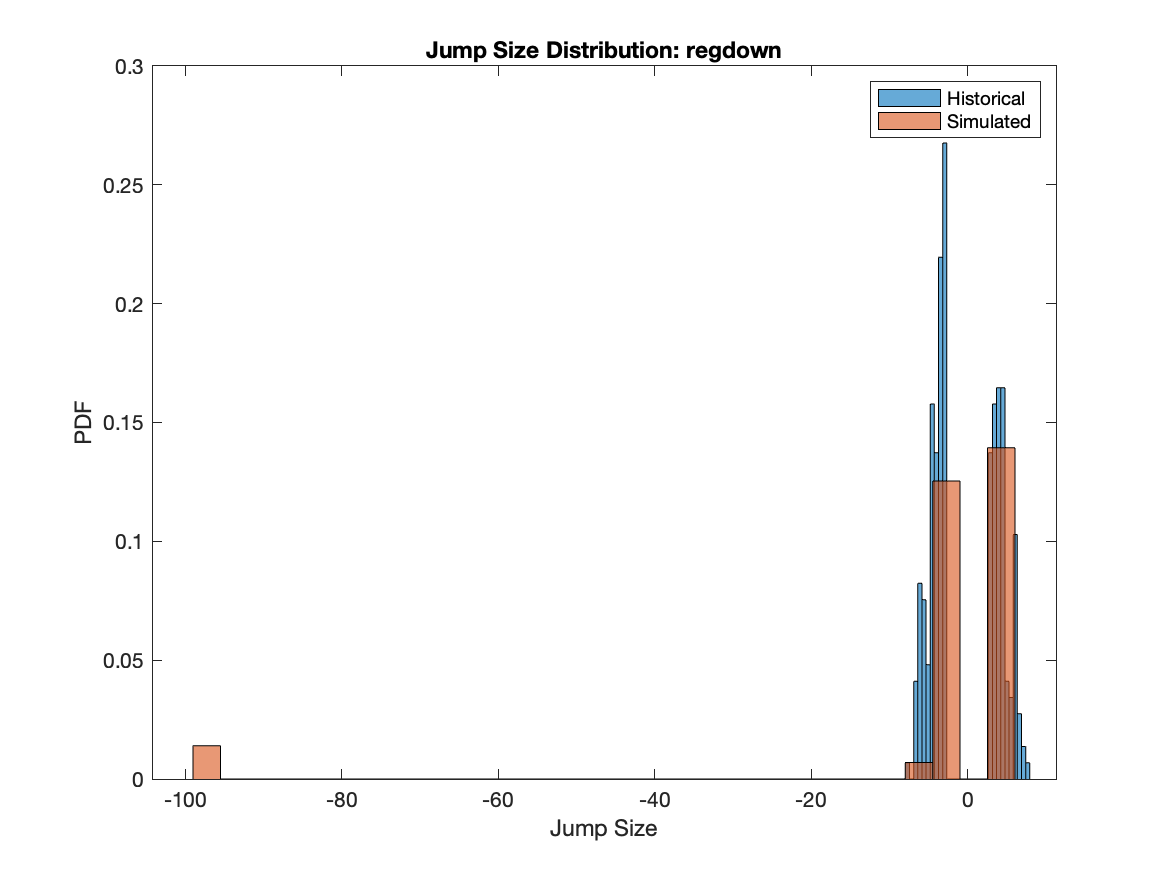 Jump Size Distribution: regdown
Historical
Simulated
0.3
0.25
0.2
0.15
0.1
0.05
0
PDF
-100 -80 -60 -40 -20 0
Jump Size